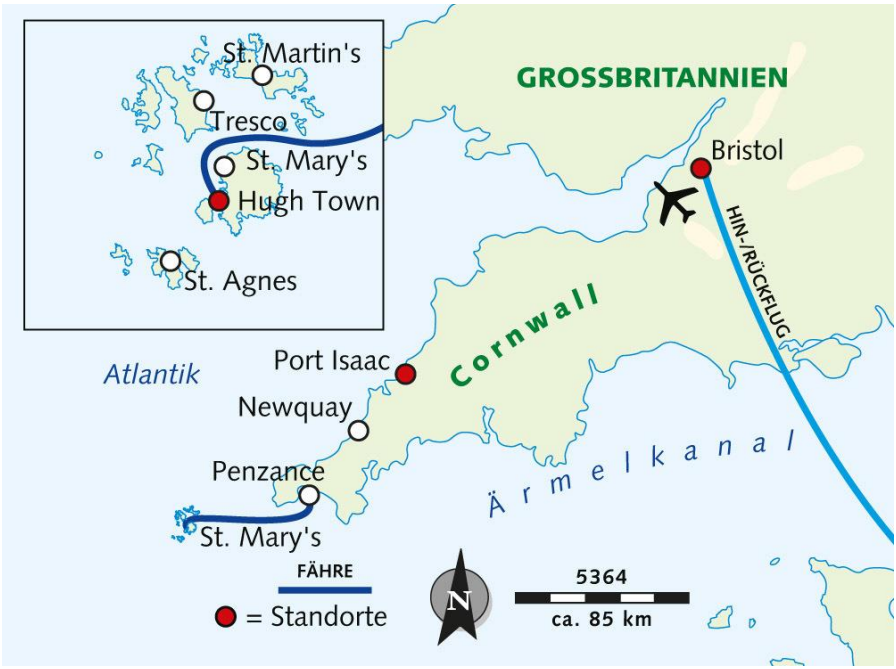 St. Martin's
Tresco
St. Mary's
Hugh Town
St. Agnes
GROSSBRITANNIEN
Bristol
HIN-/RÜCKFLUG
Cornwall
Port Isaac
Atlantik
Newquay
Ärmelkanal
Penzance
St. Mary's
FÄHRE
= Standorte
N
5364
ca. 85 km